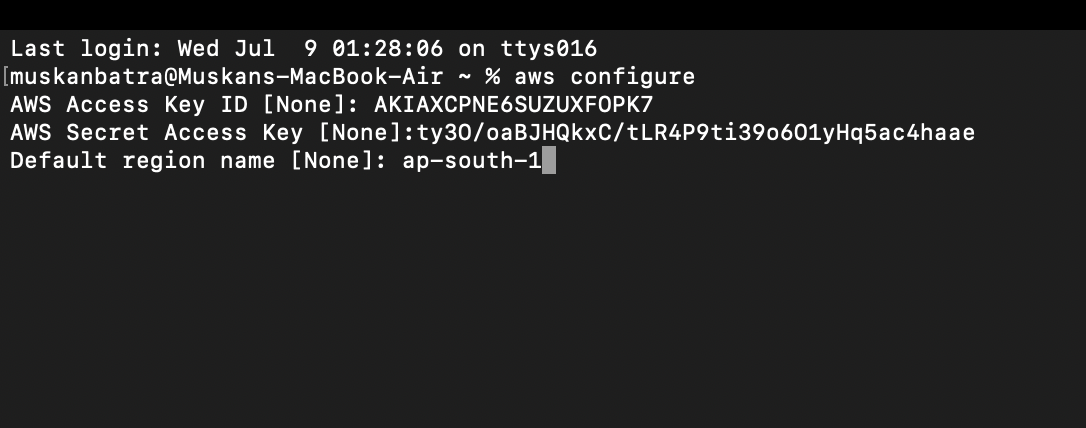 Last login: Wed Jul  9 01:28:06 on ttys016
[muskanbatra@Muskans-MacBook-Air ~ % aws configure
AWS Access Key ID [None]: AKIAXCPNE6SUZUXFOPK7
AWS Secret Access Key [None]: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
Default region name [None]: ap-south-1